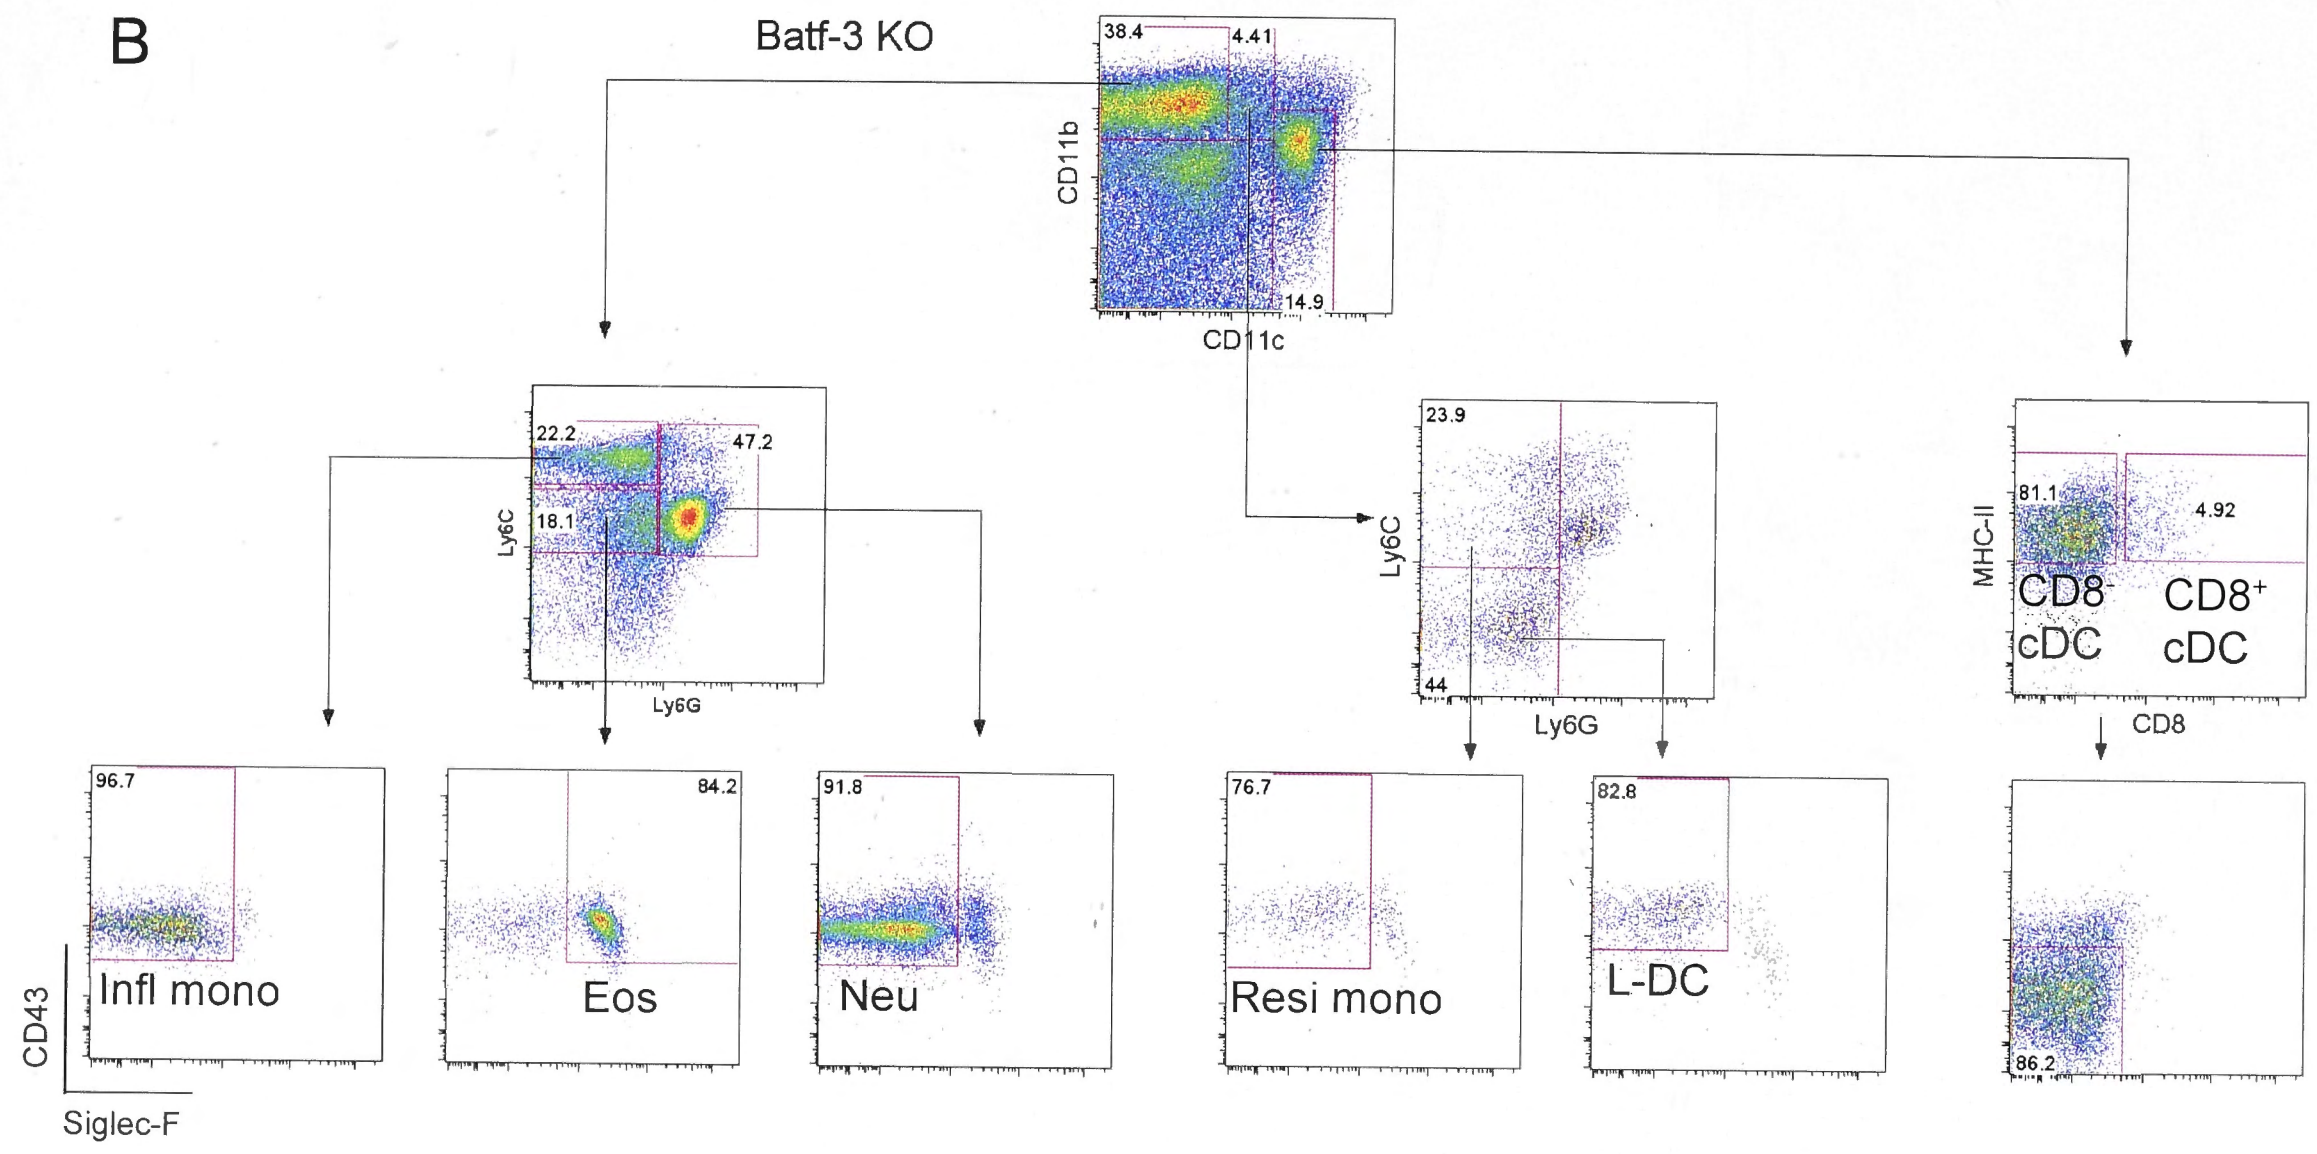 B
Batf-3 KO
38.4
4.41
CD11b
14.9
CD11c
22.2
47.2
18.1
Ly6C
Ly6G
23.9
Ly6C
44
Ly6G
81.1
4.92
MHC-II
CD8⁻
cDC
CD8⁺
cDC
CD8
96.7
Infl mono
84.2
Eos
91.8
Neu
76.7
Resi mono
82.8
L-DC
86.2
CD43
Siglec-F